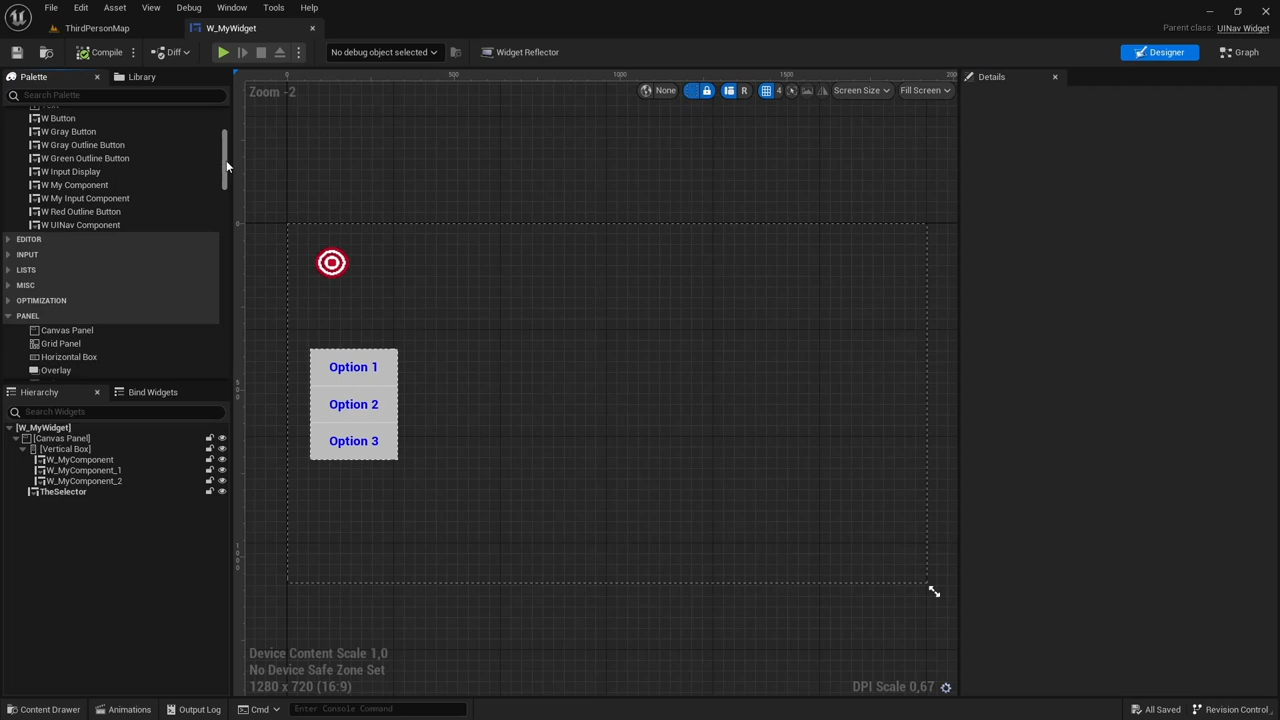 File Edit Asset View Debug Window Tools Help
ThirdPersonMap
W_MyWidget
Parent class: UINav Widget
Compile
Diff
No debug object selected
Widget Reflector
Designer
Graph
Palette
Library
Search Palette
W Button
W Gray Button
W Gray Outline Button
W Green Outline Button
W Input Display
W My Component
W My Input Component
W Red Outline Button
W UINav Component
EDITOR
INPUT
LISTS
MISC
OPTIMIZATION
PANEL
Canvas Panel
Grid Panel
Horizontal Box
Overlay
Hierarchy
Bind Widgets
Search Widgets
[W_MyWidget]
[Canvas Panel]
[Vertical Box]
W_MyComponent
W_MyComponent_1
W_MyComponent_2
TheSelector
0 500 1000 1500 200
Zoom -2
None
R
4
Screen Size
Fill Screen
0
500
1000
Option 1
Option 2
Option 3
Device Content Scale 1,0
No Device Safe Zone Set
1280 x 720 (16:9)
DPI Scale 0,67
Details
Content Drawer
Animations
Output Log
Cmd
Enter Console Command
All Saved
Revision Control